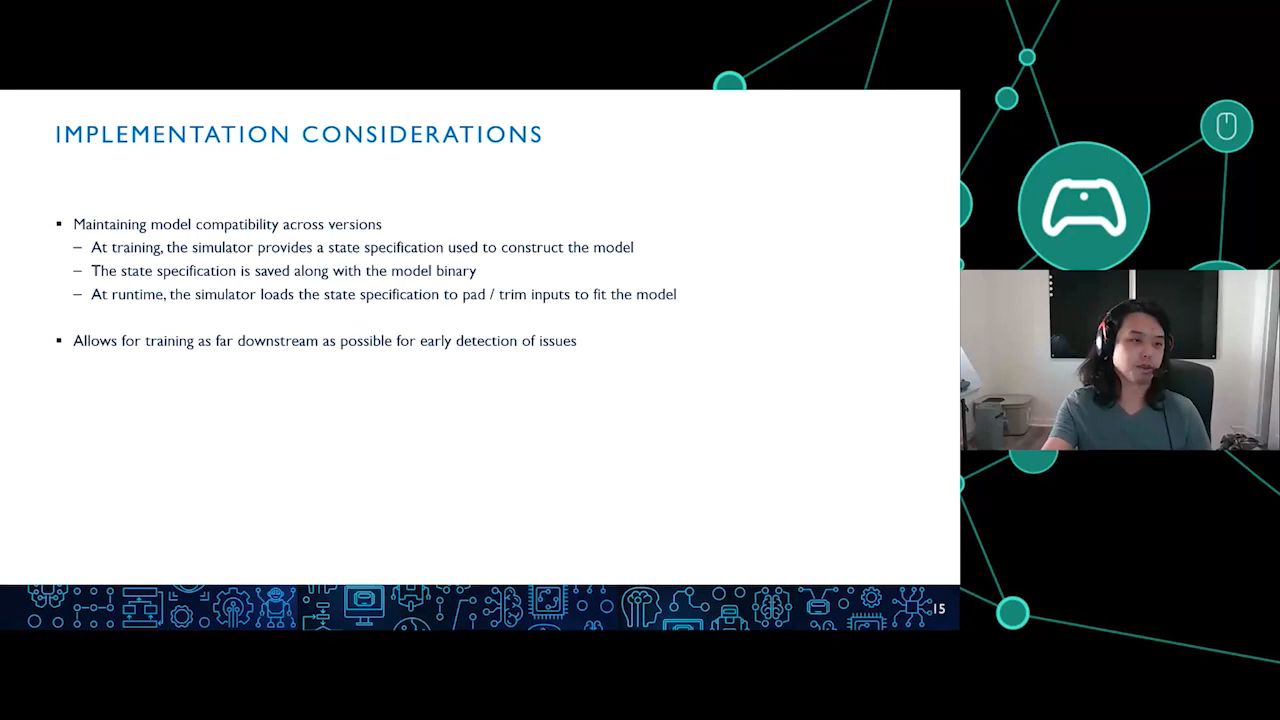 IMPLEMENTATION CONSIDERATIONS
▪ Maintaining model compatibility across versions
– At training, the simulator provides a state specification used to construct the model
– The state specification is saved along with the model binary
– At runtime, the simulator loads the state specification to pad / trim inputs to fit the model
▪ Allows for training as far downstream as possible for early detection of issues
15